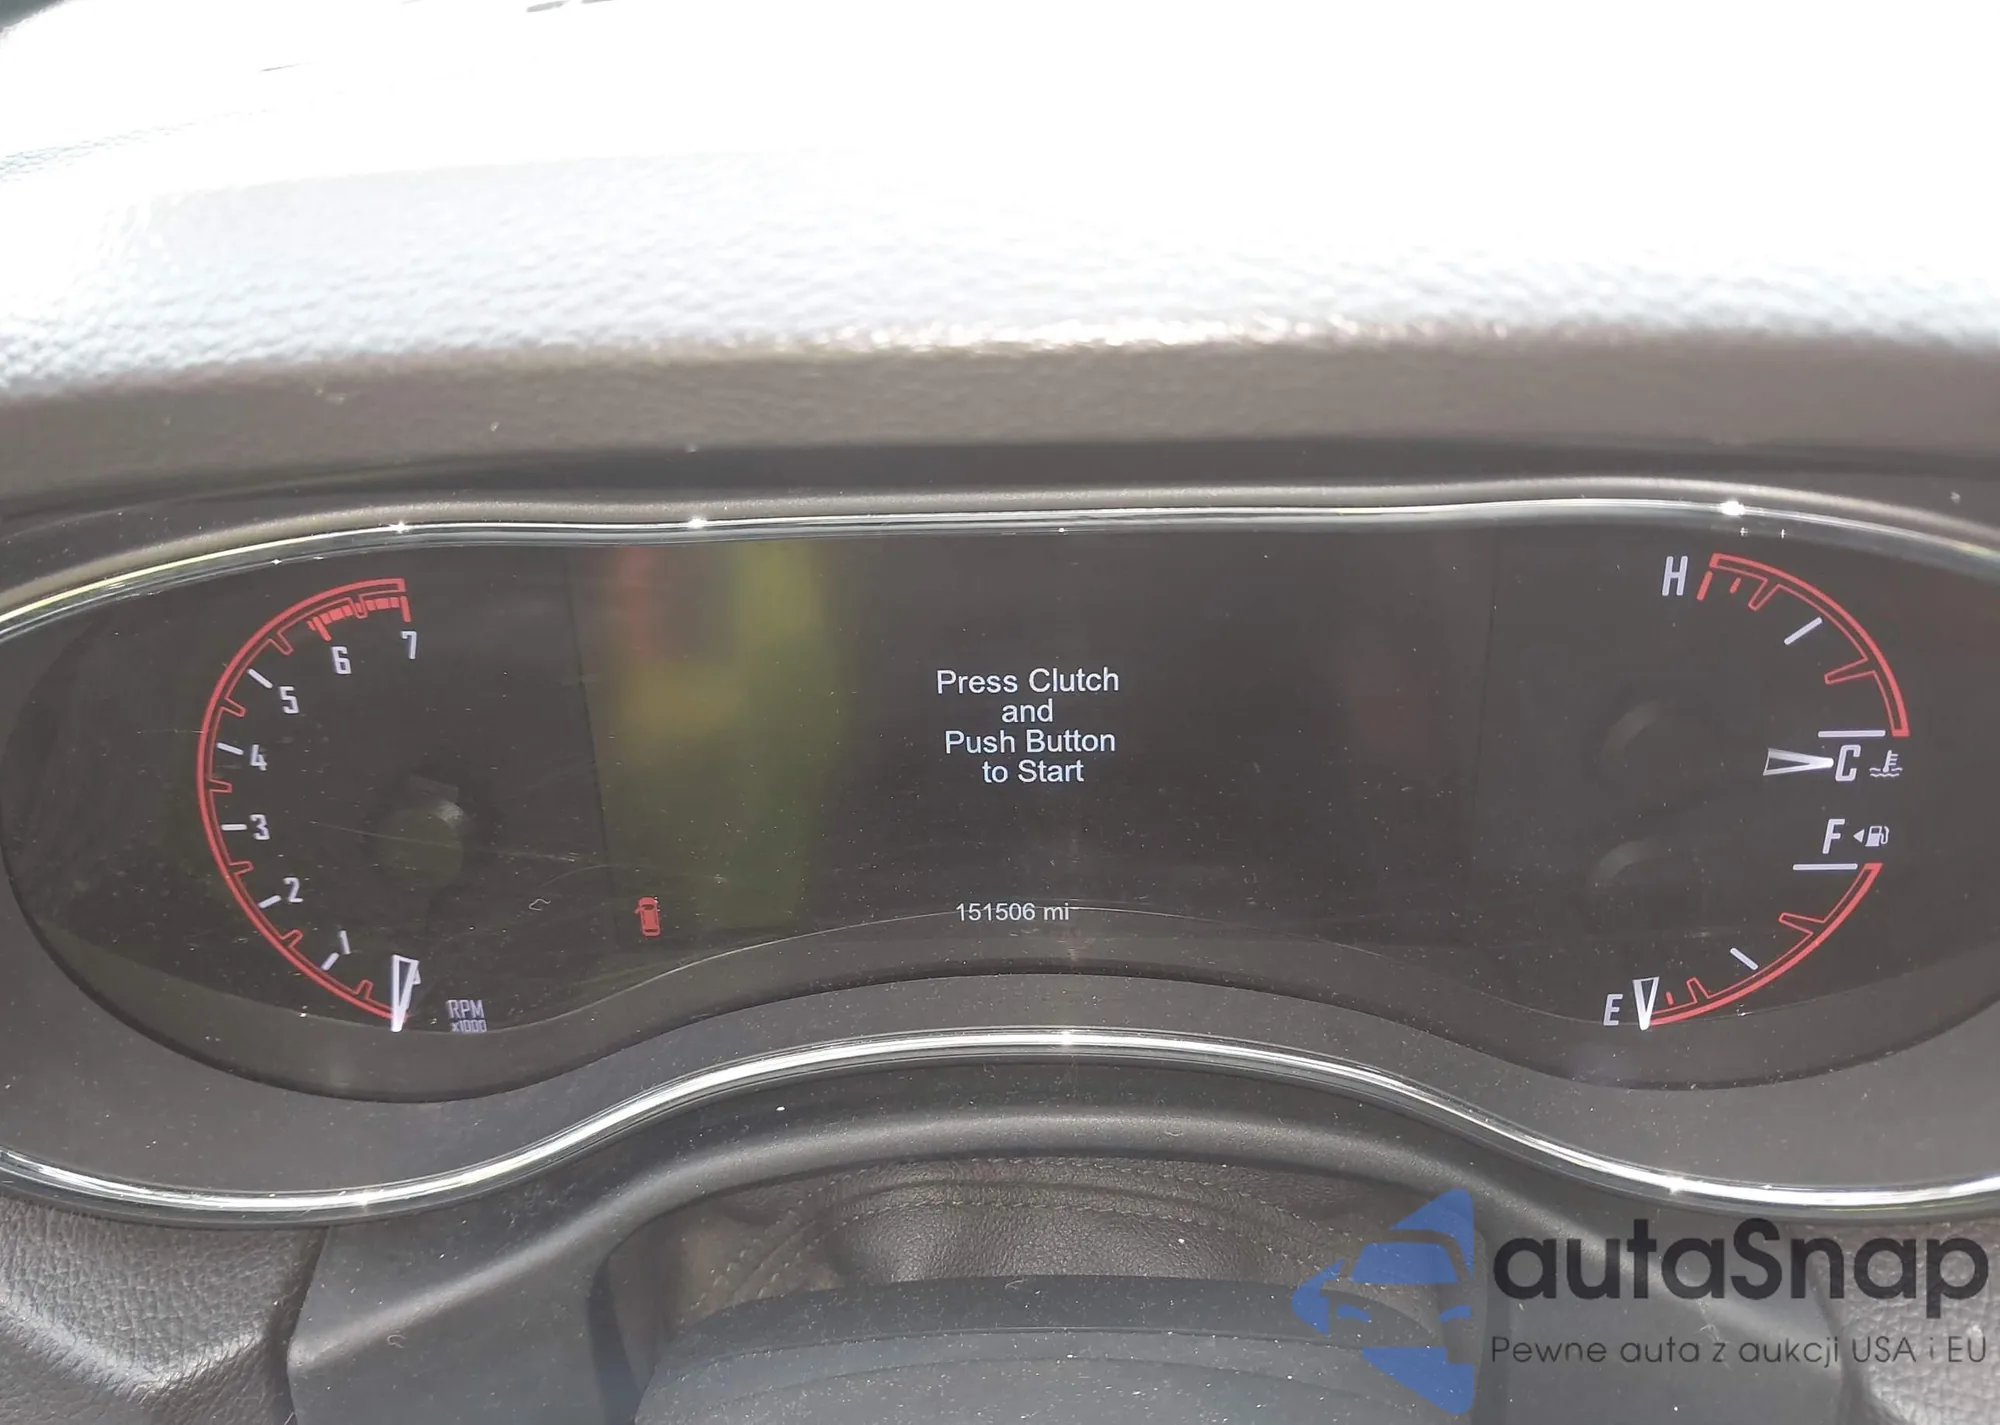 7
6
5
4
3
2
1
RPM
x1000
Press Clutch
and
Push Button
to Start
151506 mi
H
C
F
E
autaSnap
Pewne auta z aukcji USA i EU